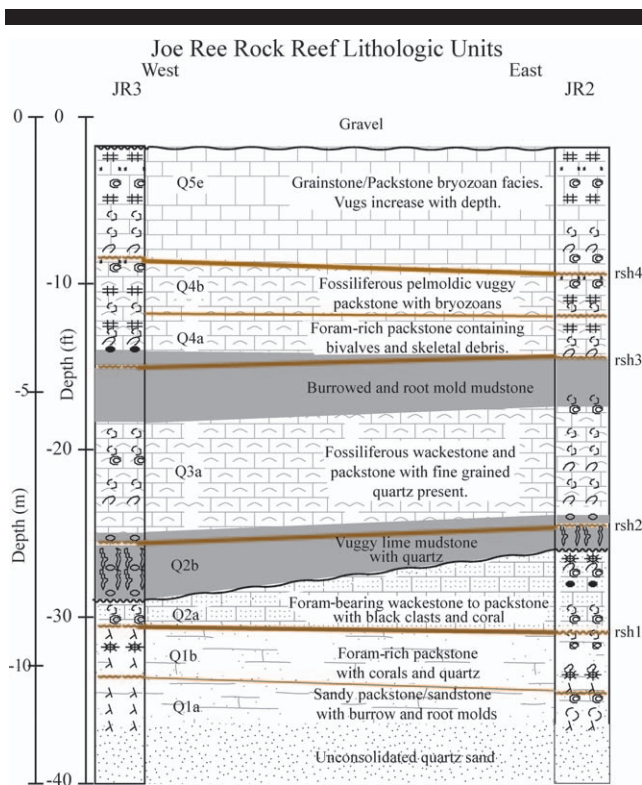 Joe Ree Rock Reef Lithologic Units
West
East
JR3
JR2
0
0
Gravel
Q5e
Grainstone/Packstone bryozoan facies.
Vugs increase with depth.
rsh4
-10
Q4b
Fossiliferous pelmoldic vuggy
packstone with bryozoans
Q4a
Foram-rich packstone containing
bivalves and skeletal debris.
rsh3
Depth (ft)
-5
Burrowed and root mold mudstone
-20
Q3a
Fossiliferous wackestone and
packstone with fine grained
quartz present.
Depth (m)
rsh2
Vuggy lime mudstone
with quartz
Q2b
-30
Q2a
Foram-bearing wackestone to packstone
with black clasts and coral
rsh1
-10
Q1b
Foram-rich packstone
with corals and quartz
Q1a
Sandy packstone/sandstone
with burrow and root molds
Unconsolidated quartz sand
-40